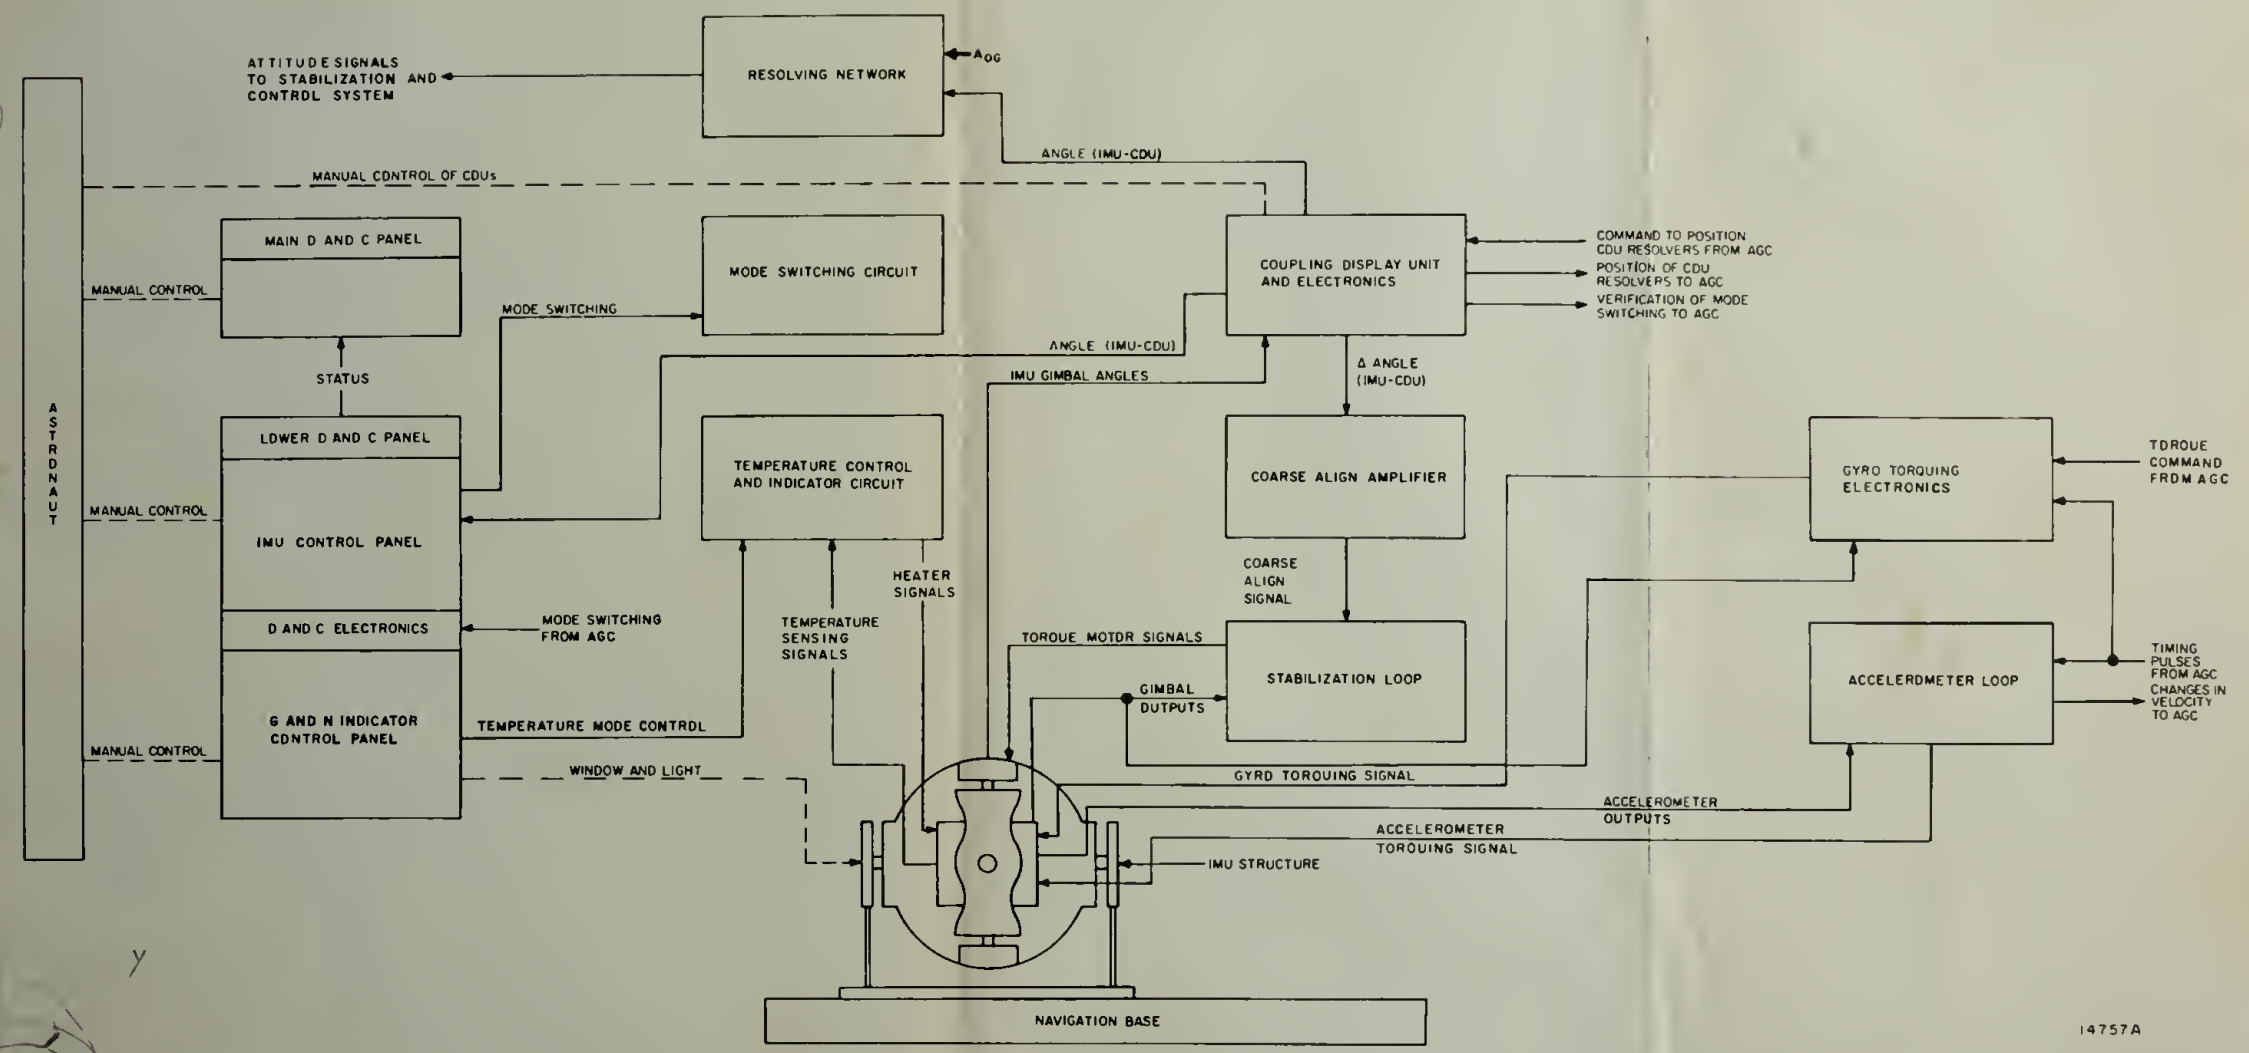 RESOLVING NETWORK
AOG
ATTITUDE SIGNALS
TO STABILIZATION AND
CONTROL SYSTEM
ANGLE (IMU-CDU)
MANUAL CONTROL OF CDUs
ASTRONAUT
MAIN D AND C PANEL
MANUAL CONTROL
STATUS
MODE SWITCHING CIRCUIT
MODE SWITCHING
COUPLING DISPLAY UNIT
AND ELECTRONICS
COMMAND TO POSITION
CDU RESOLVERS FROM AGC
POSITION OF CDU
RESOLVERS TO AGC
VERIFICATION OF MODE
SWITCHING TO AGC
ANGLE (IMU-CDU)
IMU GIMBAL ANGLES
Δ ANGLE
(IMU-CDU)
LOWER D AND C PANEL
MANUAL CONTROL
IMU CONTROL PANEL
TEMPERATURE CONTROL
AND INDICATOR CIRCUIT
COARSE ALIGN AMPLIFIER
GYRO TORQUING
ELECTRONICS
TORQUE
COMMAND
FROM AGC
D AND C ELECTRONICS
MODE SWITCHING
FROM AGC
HEATER
SIGNALS
TEMPERATURE
SENSING
SIGNALS
COARSE
ALIGN
SIGNAL
TORQUE MOTOR SIGNALS
STABILIZATION LOOP
GIMBAL
OUTPUTS
ACCELEROMETER LOOP
TIMING
PULSES
FROM AGC
CHANGES IN
VELOCITY
TO AGC
G AND N INDICATOR
CONTROL PANEL
MANUAL CONTROL
TEMPERATURE MODE CONTROL
WINDOW AND LIGHT
GYRO TORQUING SIGNAL
ACCELEROMETER
OUTPUTS
ACCELEROMETER
TORQUING SIGNAL
IMU STRUCTURE
NAVIGATION BASE
14757A
y